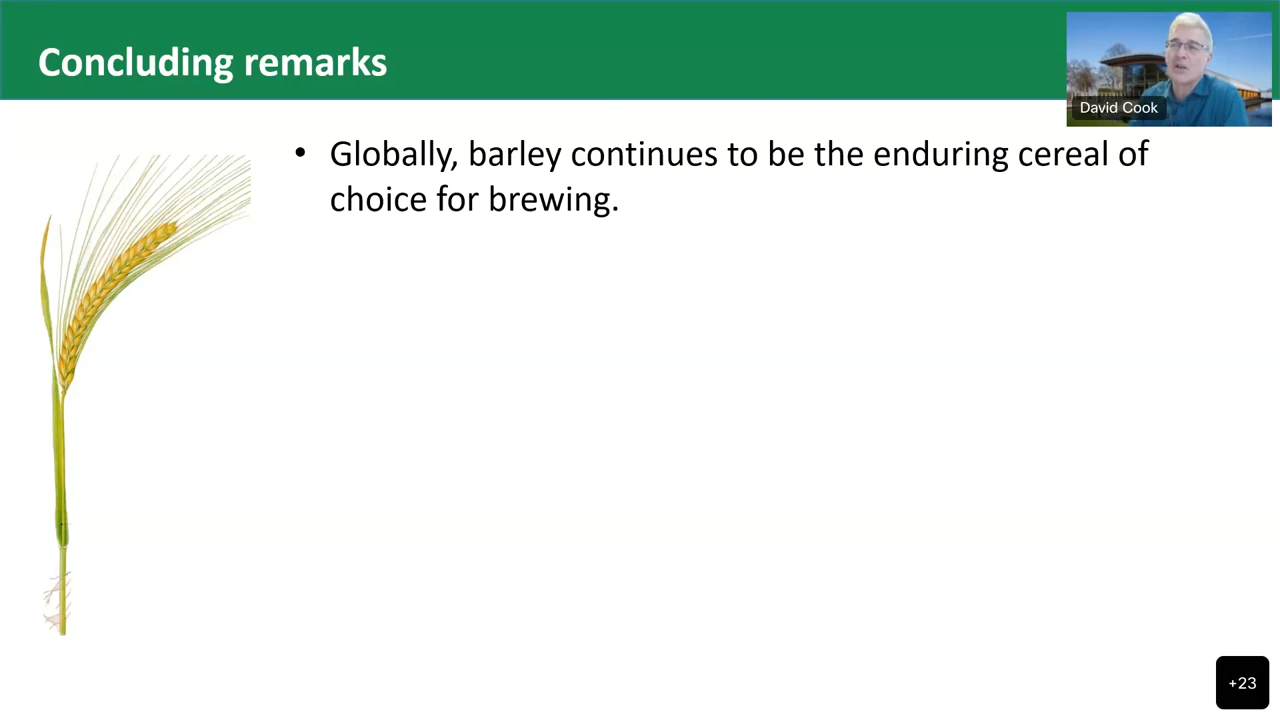 Concluding remarks
David Cook
• Globally, barley continues to be the enduring cereal of
choice for brewing.
+23